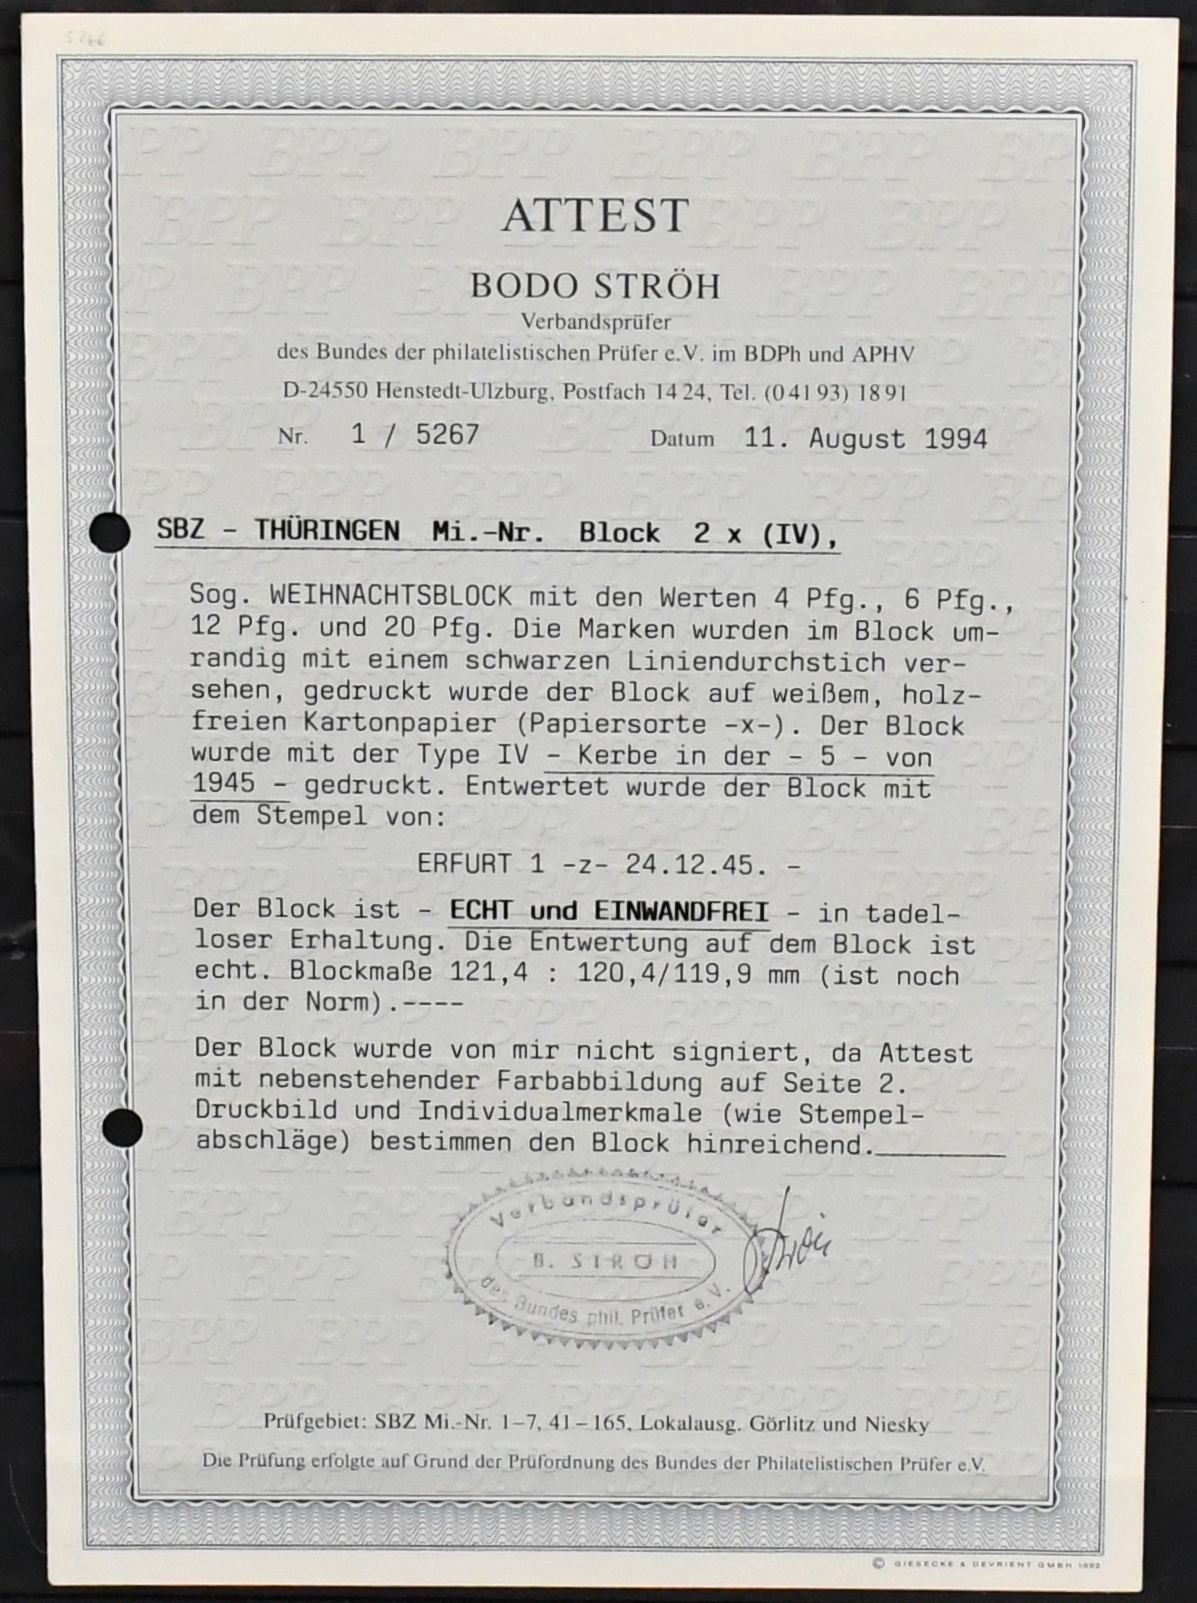 ATTEST
BODO STRÖH
Verbandsprüfer
des Bundes der philatelistischen Prüfer e.V. im BDPh und APHV
D-24550 Henstedt-Ulzburg, Postfach 14 24, Tel. (0 41 93) 18 91
Nr. 1 / 5267 Datum 11. August 1994
SBZ – THÜRINGEN Mi.-Nr. Block 2 x (IV),
Sog. WEIHNACHTSBLOCK mit den Werten 4 Pfg., 6 Pfg.,
12 Pfg. und 20 Pfg. Die Marken wurden im Block um-
randig mit einem schwarzen Liniendurchstich ver-
sehen, gedruckt wurde der Block auf weißem, holz-
freien Kartonpapier (Papiersorte -x-). Der Block
wurde mit der Type IV - Kerbe in der - 5 - von
1945 - gedruckt. Entwertet wurde der Block mit
dem Stempel von:
ERFURT 1 -z- 24.12.45. -
Der Block ist - ECHT und EINWANDFREI - in tadel-
loser Erhaltung. Die Entwertung auf dem Block ist
echt. Blockmaße 121,4 : 120,4/119,9 mm (ist noch
in der Norm).----
Der Block wurde von mir nicht signiert, da Attest
mit nebenstehender Farbabbildung auf Seite 2.
Druckbild und Individualmerkmale (wie Stempel-
abschläge) bestimmen den Block hinreichend.
Verbandsprüfer
B. STRÖH
des Bundes phil. Prüfer e.V.
Ströh
Prüfgebiet: SBZ Mi.-Nr. 1–7, 41–165, Lokalausg. Görlitz und Niesky
Die Prüfung erfolgte auf Grund der Prüfordnung des Bundes der Philatelistischen Prüfer e.V.
© GIESECKE & DEVRIENT GMBH